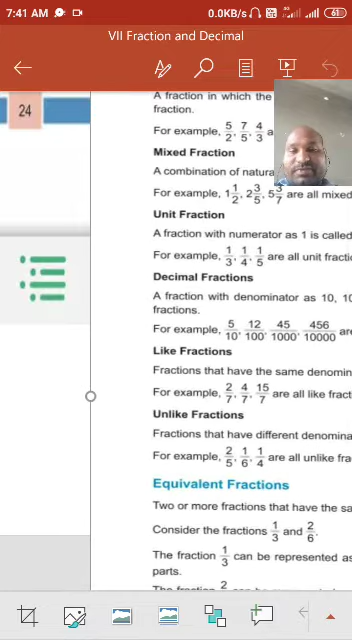 7:41 AM 0.0KB/s 4G 61
VII Fraction and Decimal
24
A fraction in which the
fraction.
For example, 5/2, 7/5, 4/3 a
Mixed Fraction
A combination of natura
For example, 1 1/2, 2 3/5, 5 3/7 are all mixed
Unit Fraction
A fraction with numerator as 1 is called
For example, 1/3, 1/4, 1/5 are all unit fracti
Decimal Fractions
A fraction with denominator as 10, 10
fractions.
For example, 5/10, 12/100, 45/1000, 456/10000 are
Like Fractions
Fractions that have the same denomin
For example, 2/7, 4/7, 15/7 are all like fract
Unlike Fractions
Fractions that have different denomina
For example, 2/5, 1/6, 1/4 are all unlike fra
Equivalent Fractions
Two or more fractions that have the sa
Consider the fractions 1/3 and 2/6.
The fraction 1/3 can be represented as
parts.